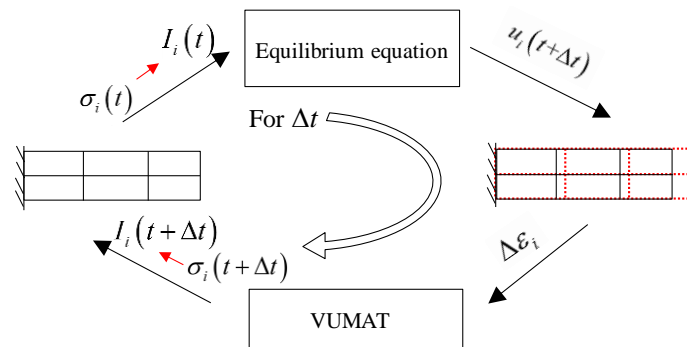 I_i(t)
σ_i(t)
Equilibrium equation
u_i(t+Δt)
For Δt
I_i(t+Δt)
σ_i(t+Δt)
Δε_i
VUMAT